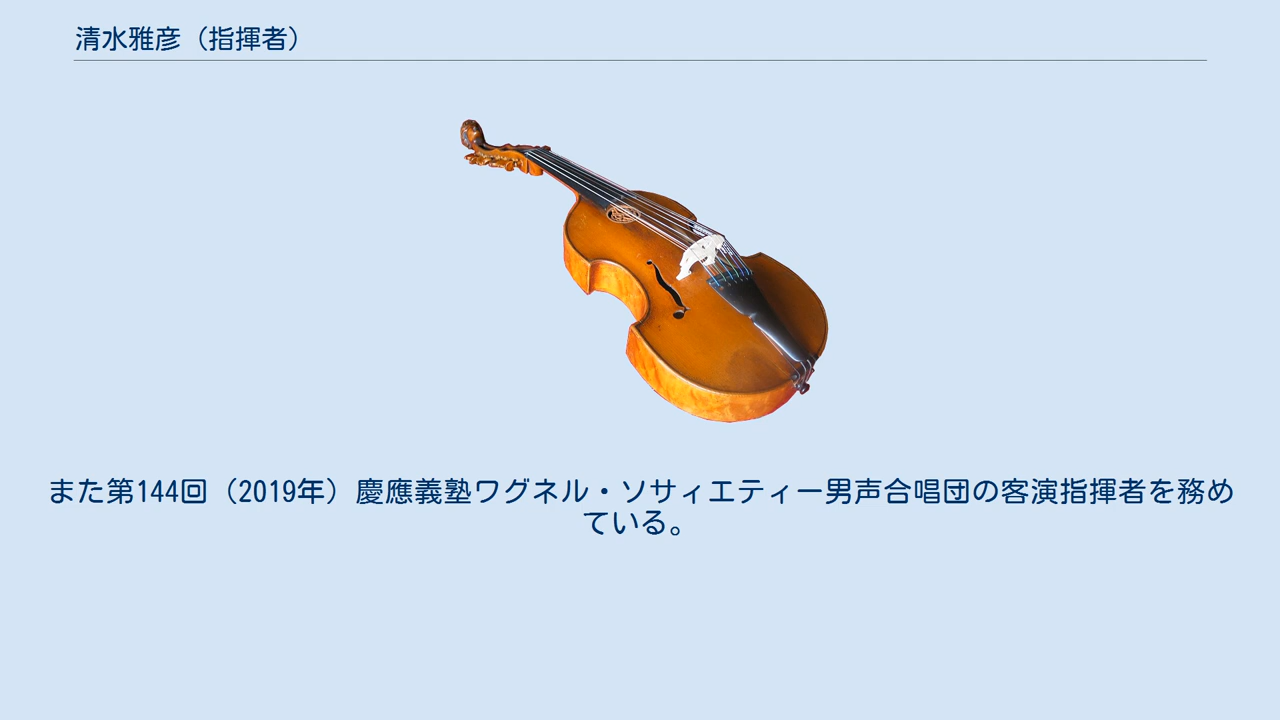 清水雅彦（指揮者）
また第144回（2019年）慶應義塾ワグネル・ソサィエティー男声合唱団の客演指揮者を務め
ている。